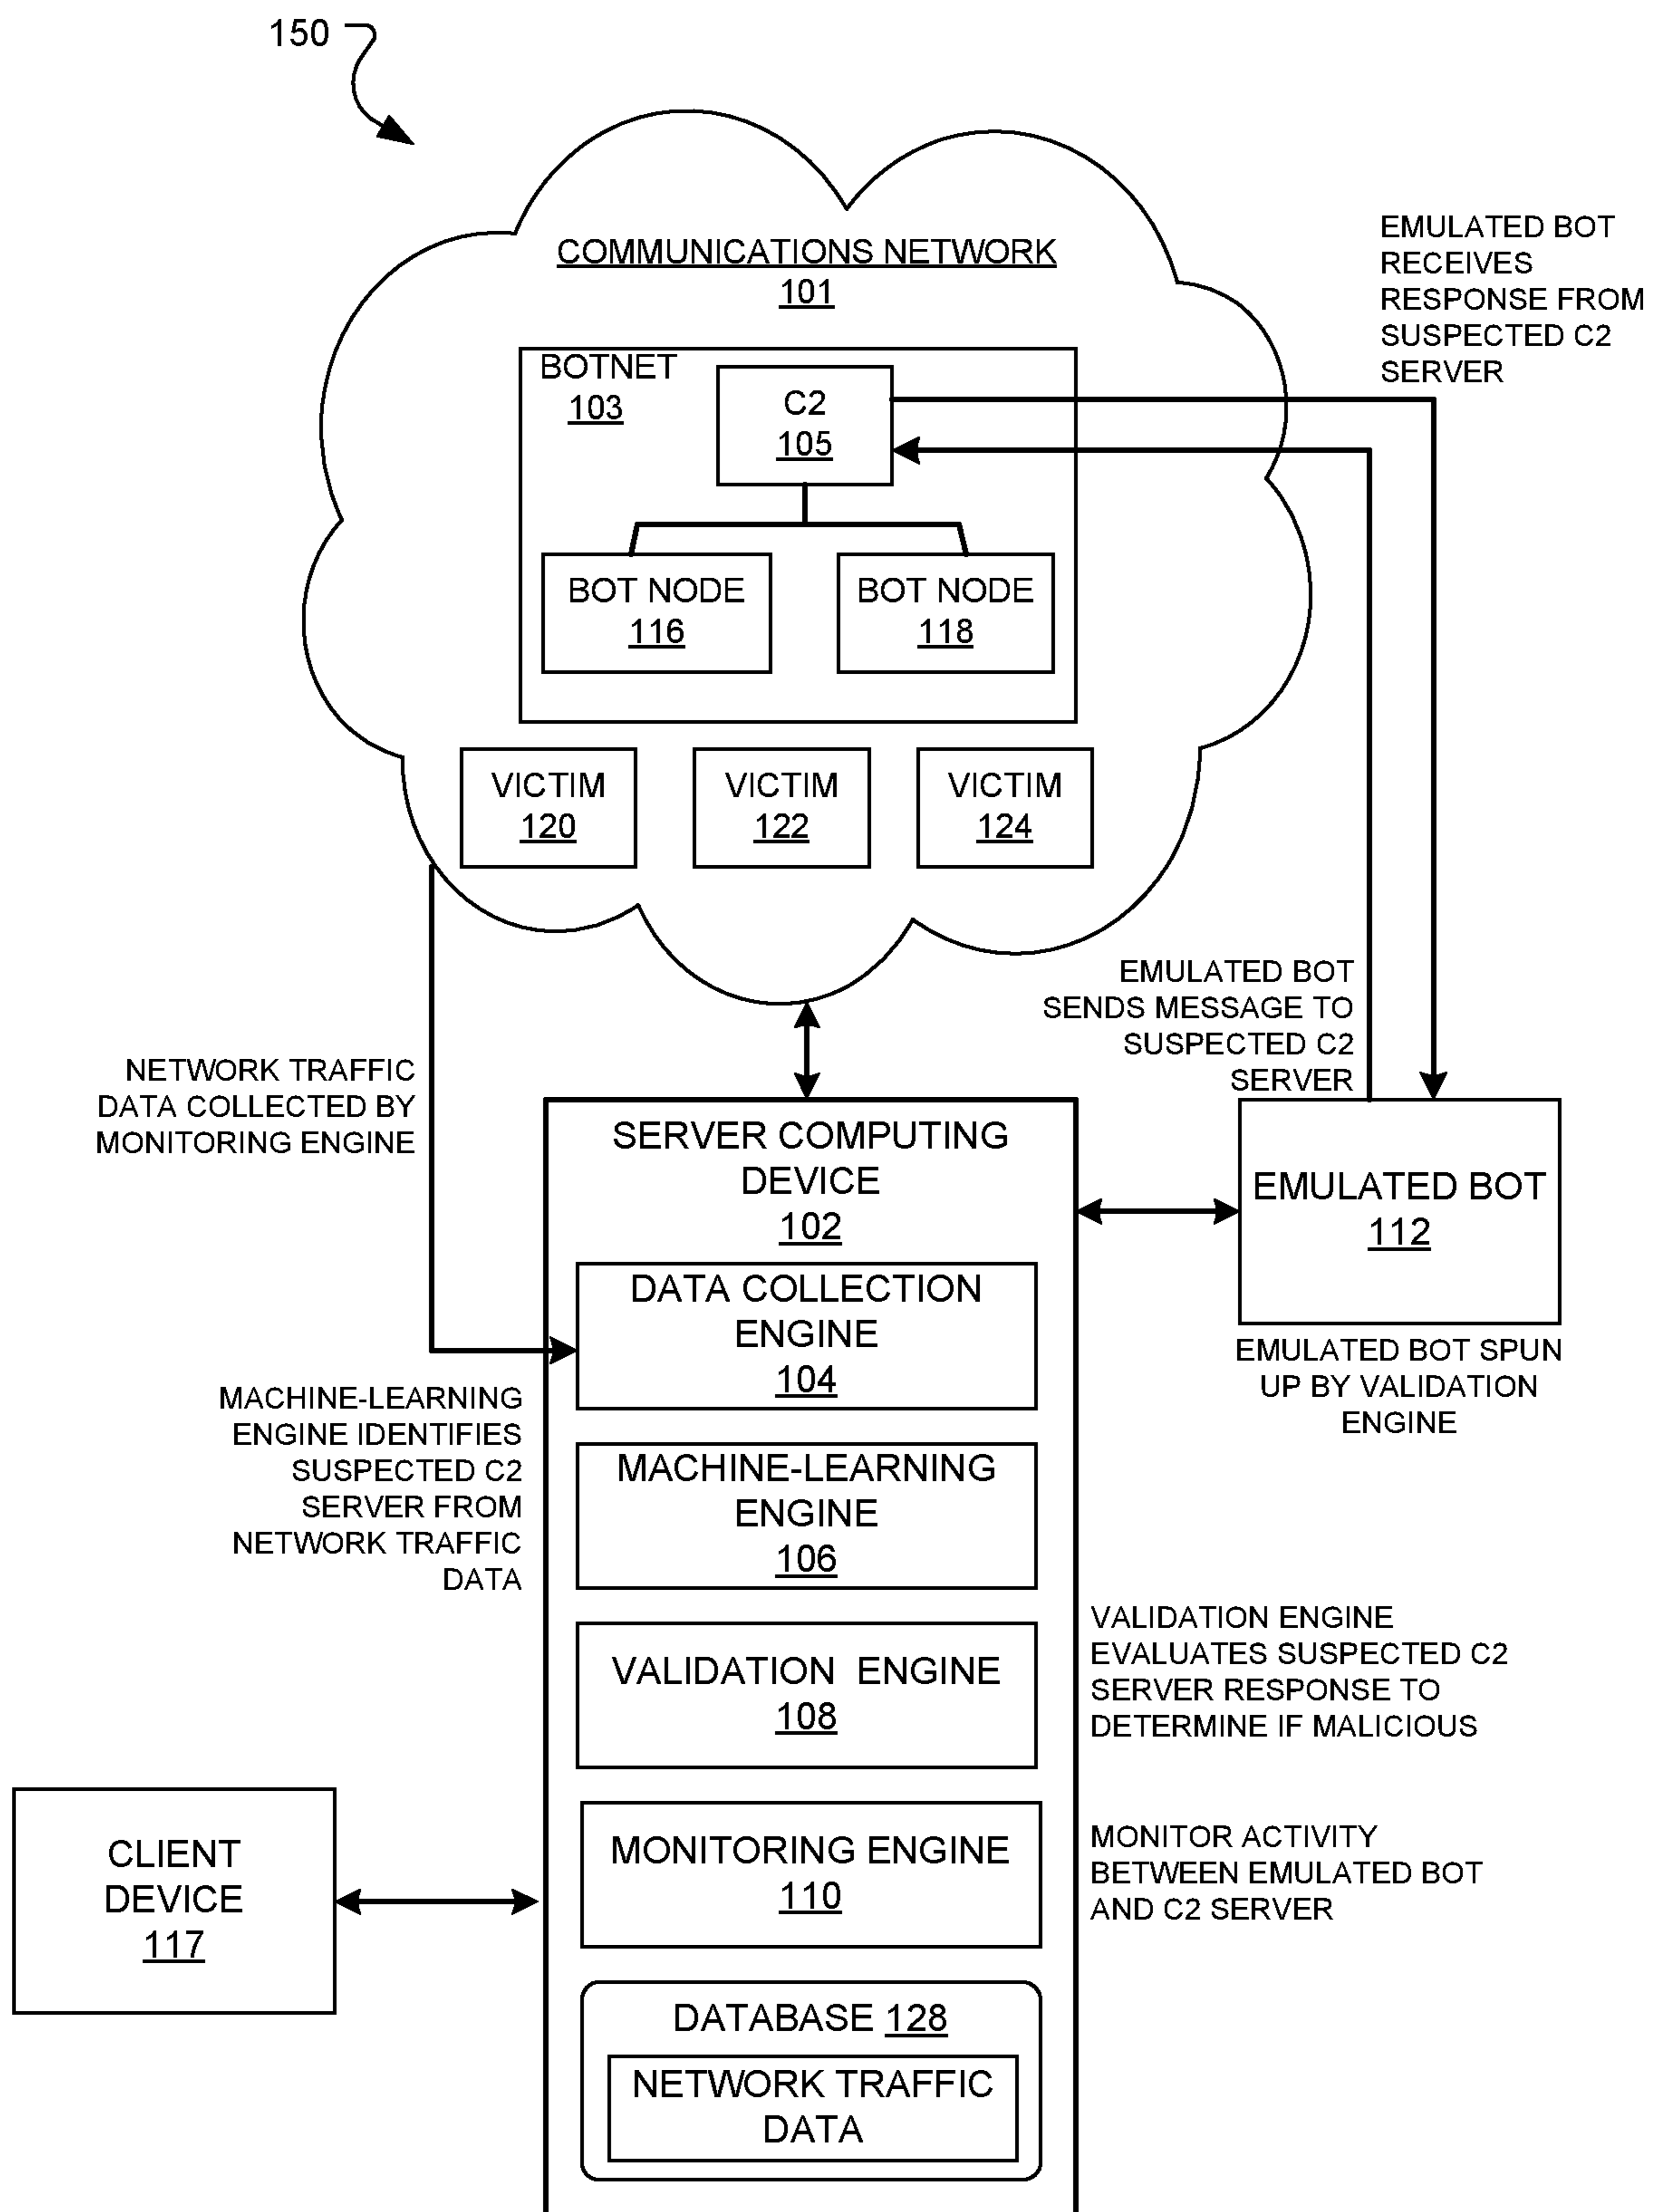 150
COMMUNICATIONS NETWORK
101
BOTNET
103
C2
105
BOT NODE
116
BOT NODE
118
VICTIM
120
VICTIM
122
VICTIM
124
EMULATED BOT
RECEIVES
RESPONSE FROM
SUSPECTED C2
SERVER
EMULATED BOT
SENDS MESSAGE TO
SUSPECTED C2
SERVER
NETWORK TRAFFIC
DATA COLLECTED BY
MONITORING ENGINE
SERVER COMPUTING
DEVICE
102
EMULATED BOT
112
EMULATED BOT SPUN
UP BY VALIDATION
ENGINE
DATA COLLECTION
ENGINE
104
MACHINE-LEARNING
ENGINE IDENTIFIES
SUSPECTED C2
SERVER FROM
NETWORK TRAFFIC
DATA
MACHINE-LEARNING
ENGINE
106
VALIDATION ENGINE
108
VALIDATION ENGINE
EVALUATES SUSPECTED C2
SERVER RESPONSE TO
DETERMINE IF MALICIOUS
MONITORING ENGINE
110
MONITOR ACTIVITY
BETWEEN EMULATED BOT
AND C2 SERVER
CLIENT
DEVICE
117
DATABASE 128
NETWORK TRAFFIC
DATA